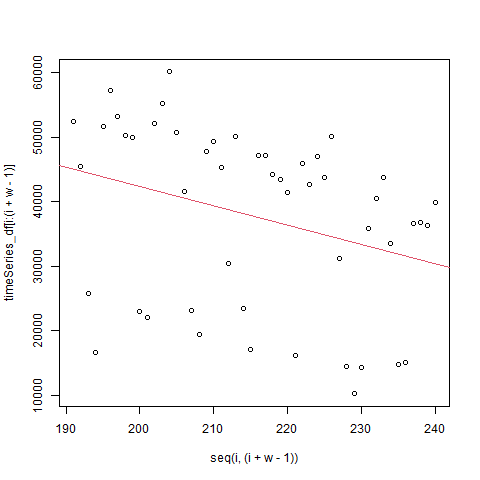 60000
50000
40000
30000
20000
10000
timeSeries_df[i:(i + w - 1)]
190 200 210 220 230 240
seq(i, (i + w - 1))